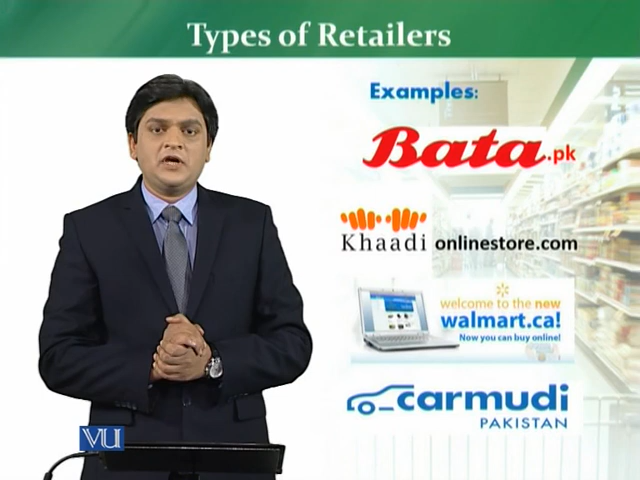 Types of Retailers
Examples:
Bata.pk
Khaadi onlinestore.com
welcome to the new
walmart.ca!
Now you can buy online!
carmudi
PAKISTAN
VU